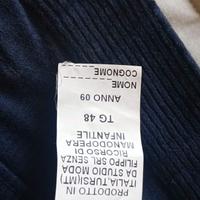 PRODOTTO IN
ITALIA,TURSI(MT)
DA STUDIO MODA
FILIPPO SRL SENZA
RICORSO DI
MANODOPERA
INFANTILE
TG 48
ANNO 09
NOME
COGNOME